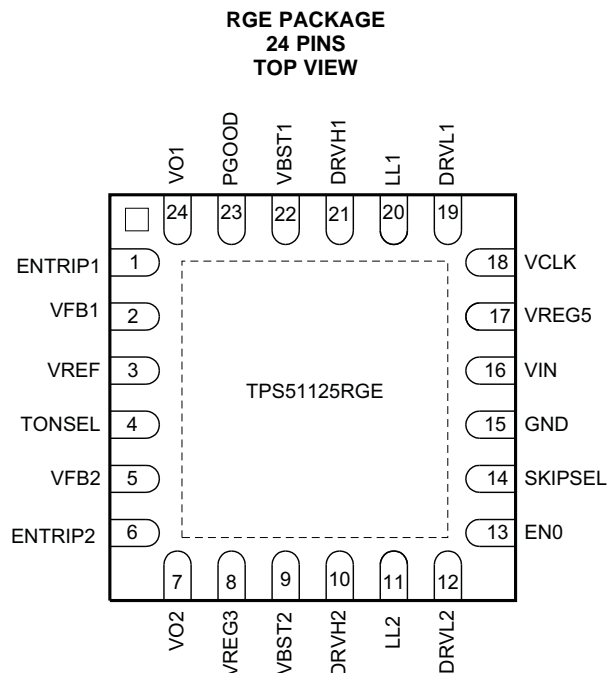 RGE PACKAGE
24 PINS
TOP VIEW
VO1
PGOOD
VBST1
DRVH1
LL1
DRVL1
24
23
22
21
20
19
ENTRIP1
1
18
VCLK
VFB1
2
17
VREG5
VREF
3
16
VIN
TPS51125RGE
TONSEL
4
15
GND
VFB2
5
14
SKIPSEL
ENTRIP2
6
13
EN0
7
8
9
10
11
12
VO2
VREG3
VBST2
DRVH2
LL2
DRVL2